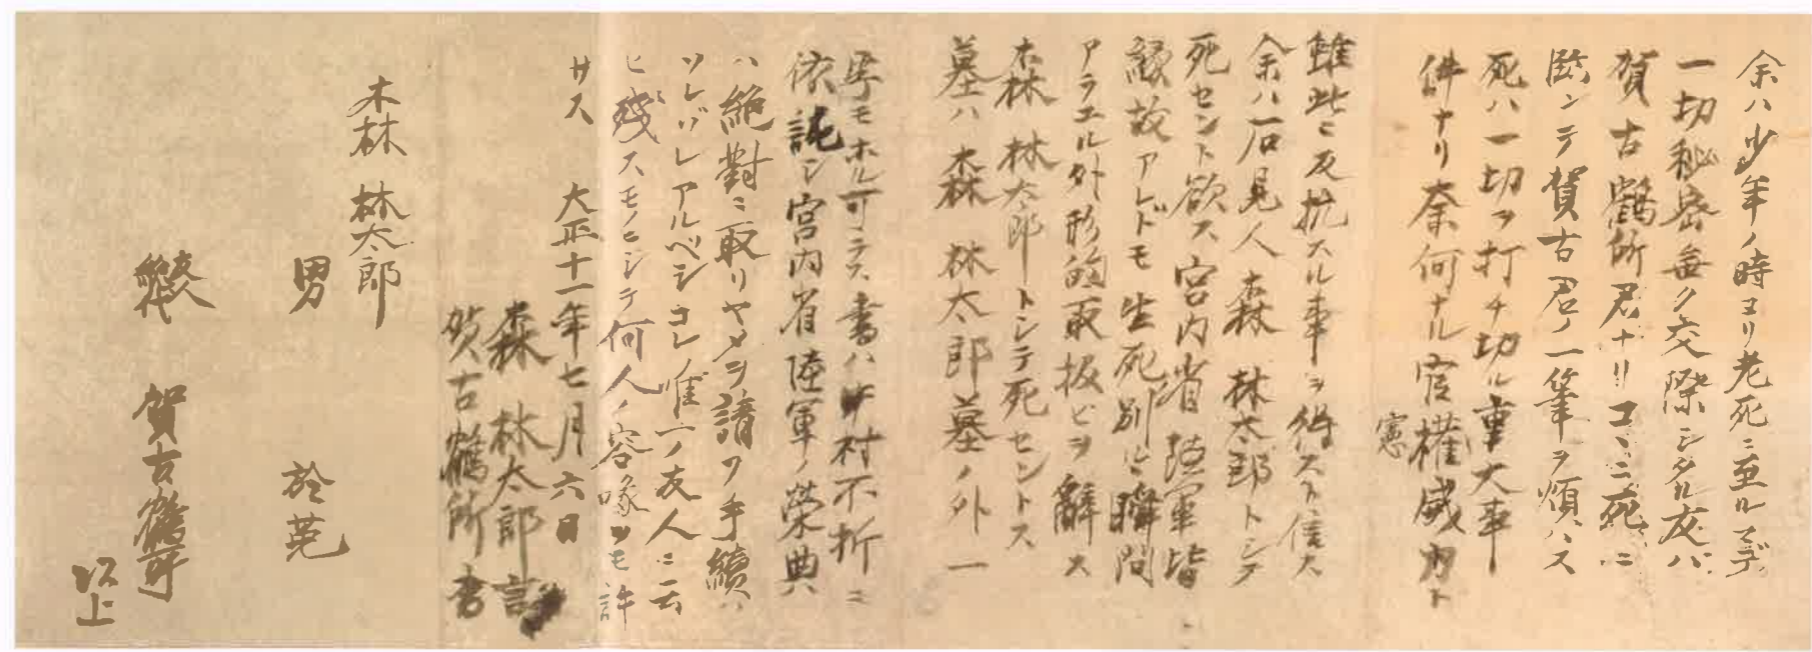 余ハ少年ノ時ヨリ老死ニ至ルマデ
一切秘密無ク交際シタル友ハ
賀古鶴所君ナリコヽニ死ニ
臨ンテ賀古君ノ一筆ヲ煩ハス
死ハ一切ヲ打チ切ル重大事
件ナリ奈何ナル官權威力ト
憲
雖此ニ反抗スル事ヲ得スト信ス
余ハ石見人森林太郎トシテ
死セント欲ス宮内省陸軍皆
縁故アレドモ生死別ルヽ瞬間
アラユル外形的取扱ヒヲ辭ス
森林太郎トシテ死セントス
墓ハ森林太郎墓ノ外一
字モホル可ラス書ハ中村不折ニ
依託シ宮内省陸軍ノ榮典
ハ絶對ニ取リヤメヲ請フ手續ハ
ソレゾレアルベシコレ唯一ノ友人ニ云
ヒ殘スモノニシテ何人ノ容喙ヲモ許
サス 大正十一年七月六日
森林太郎言
賀古鶴所書
森林太郎
男 於菟
賀古鶴所
以上